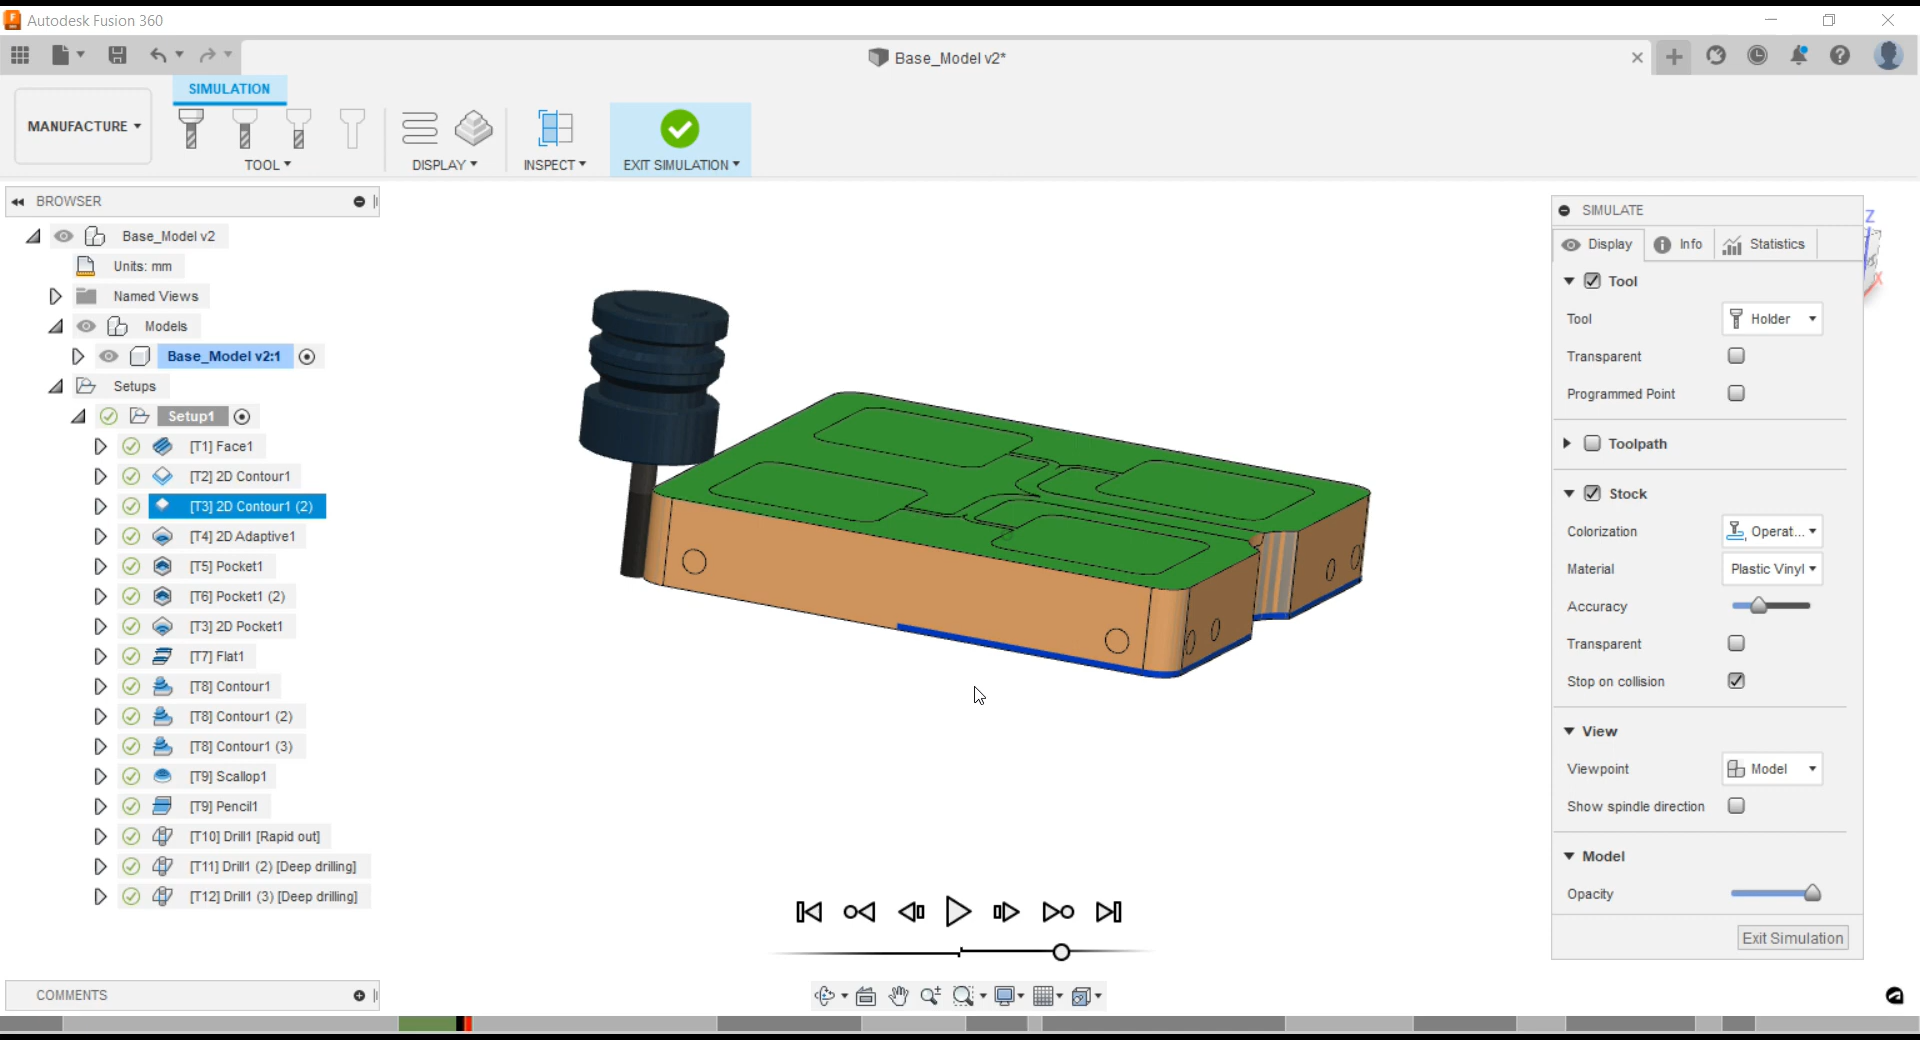 Autodesk Fusion 360
Base_Model v2*
SIMULATION
MANUFACTURE
TOOL
DISPLAY
INSPECT
EXIT SIMULATION
BROWSER
Base_Model v2
Units: mm
Named Views
Models
Base_Model v2:1
Setups
Setup1
[T1] Face1
[T2] 2D Contour1
[T3] 2D Contour1 (2)
[T4] 2D Adaptive1
[T5] Pocket1
[T6] Pocket1 (2)
[T3] 2D Pocket1
[T7] Flat1
[T8] Contour1
[T8] Contour1 (2)
[T8] Contour1 (3)
[T9] Scallop1
[T9] Pencil1
[T10] Drill1 [Rapid out]
[T11] Drill1 (2) [Deep drilling]
[T12] Drill1 (3) [Deep drilling]
COMMENTS
SIMULATE
Display
Info
Statistics
Tool
Tool
Holder
Transparent
Programmed Point
Toolpath
Stock
Colorization
Operat...
Material
Plastic Vinyl
Accuracy
Transparent
Stop on collision
View
Viewpoint
Model
Show spindle direction
Model
Opacity
Exit Simulation
Z
X